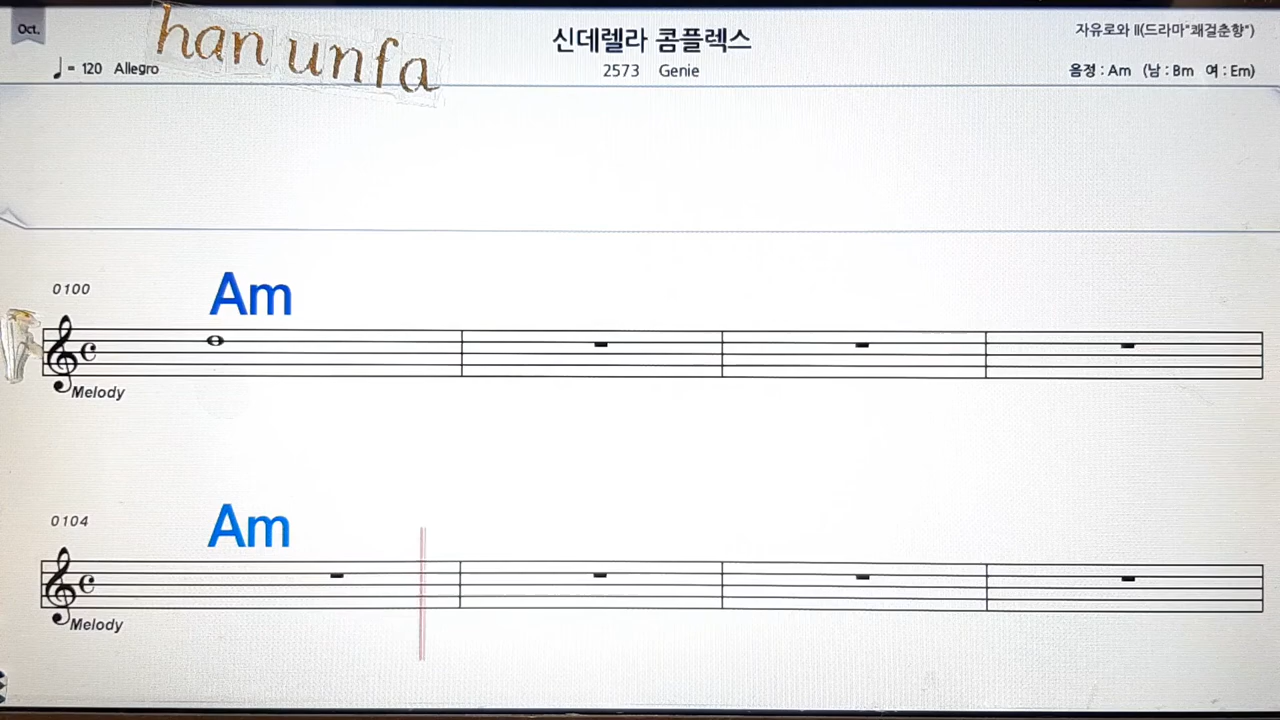 Oct.
han unfa
신데렐라 콤플렉스
자유로와 Ⅱ(드라마"쾌걸춘향")
♩= 120 Allegro
2573 Genie
음정 : Am (남 : Bm 여 : Em)
0100
Am
Melody
0104
Am
Melody